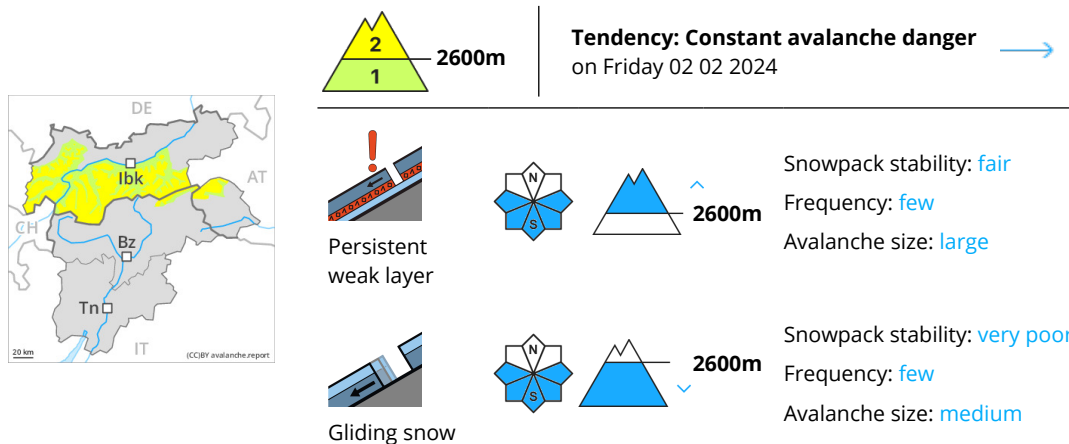 2
1
2600m
Tendency: Constant avalanche danger
on Friday 02 02 2024
DE
Ibk
AT
CH
Bz
Tn
IT
20 km
(CC)BY avalanche.report
Persistent
weak layer
N
S
2600m
Snowpack stability: fair
Frequency: few
Avalanche size: large
Gliding snow
N
S
2600m
Snowpack stability: very poor
Frequency: few
Avalanche size: medium